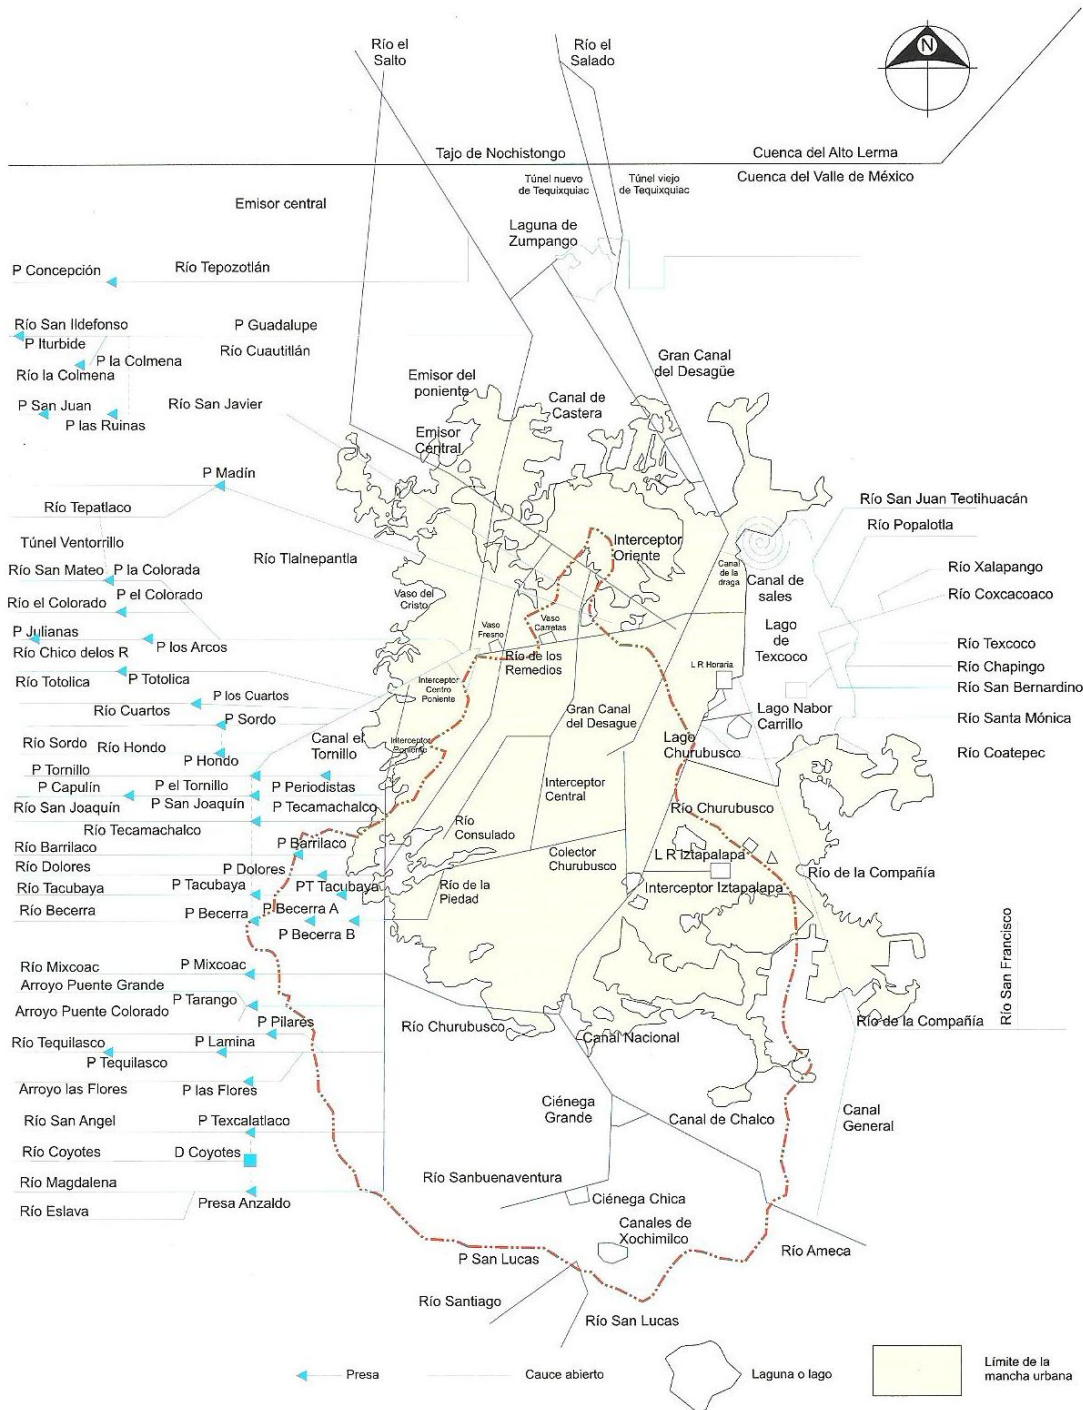 Río el
Salto
Río el
Salado
N
Tajo de Nochistongo
Cuenca del Alto Lerma
Cuenca del Valle de México
Túnel nuevo
de Tequixquiac
Túnel viejo
de Tequixquiac
Emisor central
Laguna de
Zumpango
P Concepción
Río Tepozotlán
Río San Ildefonso
P Iturbide
P Guadalupe
P la Colmena
Río Cuautitlán
Río la Colmena
Gran Canal
del Desagüe
Emisor del
poniente
Canal de
Castera
P San Juan
P las Ruinas
Río San Javier
Emisor
Central
P Madín
Río Tepatlaco
Río San Juan Teotihuacán
Río Popalotla
Túnel Ventorrillo
Río Tlalnepantla
Interceptor
Oriente
Canal
de la
draga
Río San Mateo
P la Colorada
Río Xalapango
Canal de
sales
Río el Colorado
P el Colorado
Vaso del
Cristo
Río Coxcacoaco
P Julianas
P los Arcos
Río Chico delos R
Vaso
Fresno
Vaso
Carretas
Lago
de
Texcoco
Río Texcoco
Río de los
Remedios
L R Horaria
Río Chapingo
Río Totolica
P Totolica
Interceptor
Centro
Poniente
Río San Bernardino
P los Cuartos
Río Cuartos
P Sordo
Gran Canal
del Desague
Lago Nabor
Carrillo
Río Santa Mónica
Río Sordo
Río Hondo
P Hondo
Canal el
Tornillo
Interceptor
Poniente
Lago
Churubusco
Río Coatepec
P Tornillo
P Capulín
P el Tornillo
P Periodistas
Interceptor
Central
Río San Joaquín
P San Joaquín
P Tecamachalco
Río Churubusco
Río Tecamachalco
Río
Consulado
Río Barrilaco
P Barrilaco
Colector
Churubusco
L R Iztapalapa
Río Dolores
P Dolores
Río de la Compañía
Río Tacubaya
P Tacubaya
PT Tacubaya
Río de la
Piedad
Interceptor Iztapalapa
Río Becerra
P Becerra
P Becerra A
P Becerra B
Río San Francisco
Río Mixcoac
P Mixcoac
Arroyo Puente Grande
P Tarango
Arroyo Puente Colorado
P Pilares
Río Churubusco
Canal Nacional
Río de la Compañía
Río Tequilasco
P Lamina
P Tequilasco
Arroyo las Flores
P las Flores
Ciénega
Grande
Canal de Chalco
Canal
General
Río San Angel
P Texcalatlaco
Río Coyotes
D Coyotes
Río Magdalena
Presa Anzaldo
Río Eslava
Río Sanbuenaventura
Ciénega Chica
Canales de
Xochimilco
Río Ameca
P San Lucas
Río Santiago
Río San Lucas
Presa
Cauce abierto
Laguna o lago
Límite de la
mancha urbana